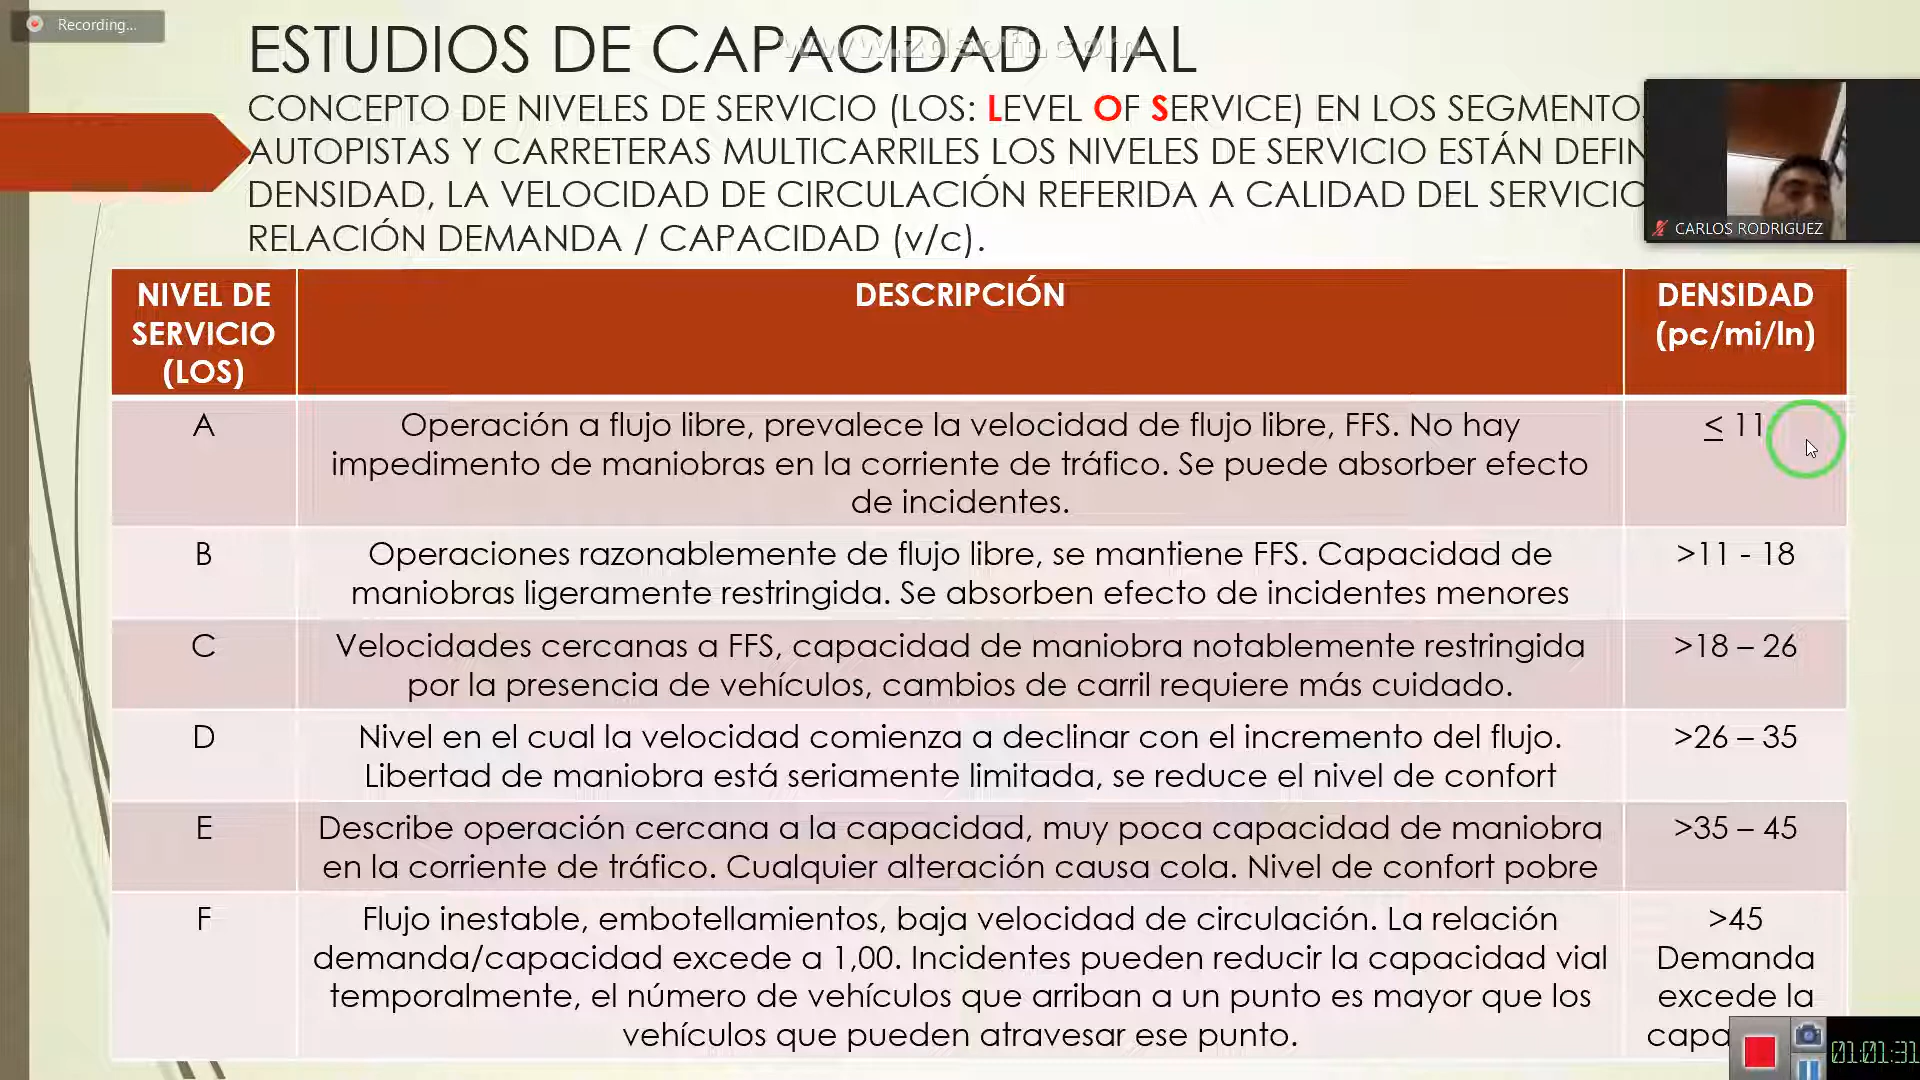 Recording...
ESTUDIOS DE CAPACIDAD VIAL
www.zdsoft.com
CONCEPTO DE NIVELES DE SERVICIO (LOS: LEVEL OF SERVICE) EN LOS SEGMENTOS
AUTOPISTAS Y CARRETERAS MULTICARRILES LOS NIVELES DE SERVICIO ESTÁN DEFIN
DENSIDAD, LA VELOCIDAD DE CIRCULACIÓN REFERIDA A CALIDAD DEL SERVICIO
RELACIÓN DEMANDA / CAPACIDAD (v/c).
CARLOS RODRIGUEZ
NIVEL DE
SERVICIO
(LOS)
DESCRIPCIÓN
DENSIDAD
(pc/mi/ln)
A
Operación a flujo libre, prevalece la velocidad de flujo libre, FFS. No hay
impedimento de maniobras en la corriente de tráfico. Se puede absorber efecto
de incidentes.
≤ 11
B
Operaciones razonablemente de flujo libre, se mantiene FFS. Capacidad de
maniobras ligeramente restringida. Se absorben efecto de incidentes menores
>11 - 18
C
Velocidades cercanas a FFS, capacidad de maniobra notablemente restringida
por la presencia de vehículos, cambios de carril requiere más cuidado.
>18 – 26
D
Nivel en el cual la velocidad comienza a declinar con el incremento del flujo.
Libertad de maniobra está seriamente limitada, se reduce el nivel de confort
>26 – 35
E
Describe operación cercana a la capacidad, muy poca capacidad de maniobra
en la corriente de tráfico. Cualquier alteración causa cola. Nivel de confort pobre
>35 – 45
F
Flujo inestable, embotellamientos, baja velocidad de circulación. La relación
demanda/capacidad excede a 1,00. Incidentes pueden reducir la capacidad vial
temporalmente, el número de vehículos que arriban a un punto es mayor que los
vehículos que pueden atravesar ese punto.
>45
Demanda
excede la
capa
01:01:31